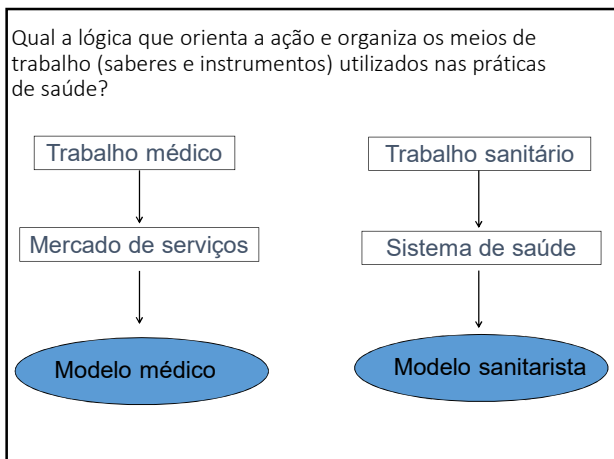 Qual a lógica que orienta a ação e organiza os meios de
trabalho (saberes e instrumentos) utilizados nas práticas
de saúde?
Trabalho médico
Trabalho sanitário
Mercado de serviços
Sistema de saúde
Modelo médico
Modelo sanitarista